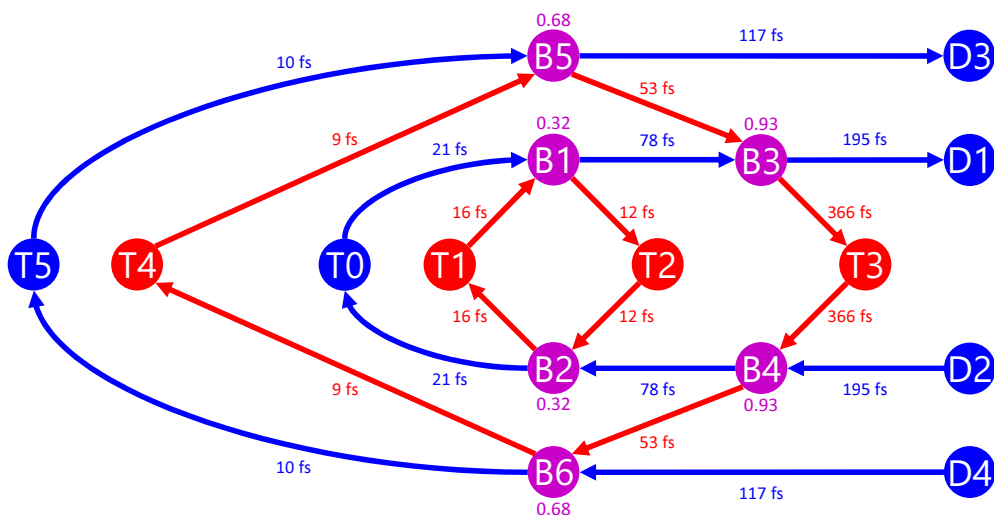 0.68
117 fs
B5
D3
10 fs
53 fs
0.32
0.93
9 fs
21 fs
78 fs
195 fs
B1
B3
D1
16 fs
12 fs
366 fs
T5
T4
T0
T1
T2
T3
16 fs
12 fs
366 fs
B2
B4
D2
21 fs
9 fs
78 fs
195 fs
0.32
0.93
53 fs
10 fs
B6
D4
117 fs
0.68